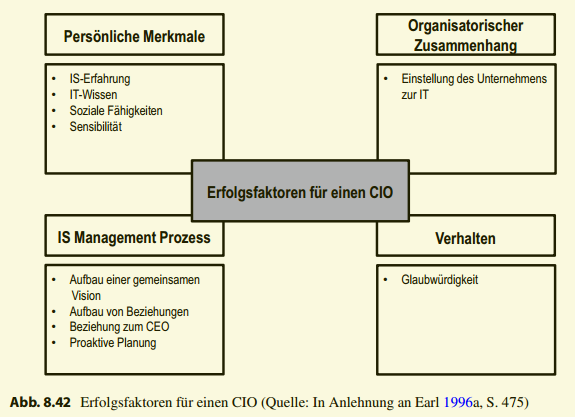 Persönliche Merkmale
• IS-Erfahrung
• IT-Wissen
• Soziale Fähigkeiten
• Sensibilität
Organisatorischer
Zusammenhang
• Einstellung des Unternehmens
zur IT
Erfolgsfaktoren für einen CIO
IS Management Prozess
• Aufbau einer gemeinsamen
Vision
• Aufbau von Beziehungen
• Beziehung zum CEO
• Proaktive Planung
Verhalten
• Glaubwürdigkeit
Abb. 8.42 Erfolgsfaktoren für einen CIO (Quelle: In Anlehnung an Earl 1996a, S. 475)